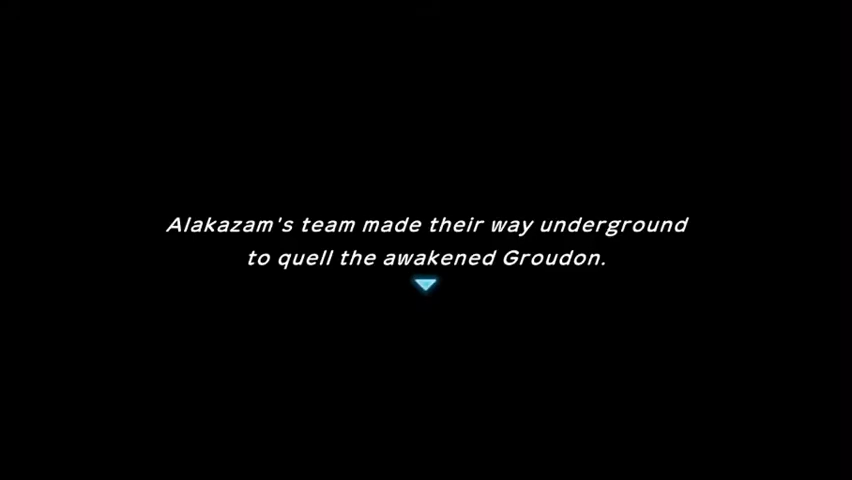 Alakazam's team made their way underground
to quell the awakened Groudon.